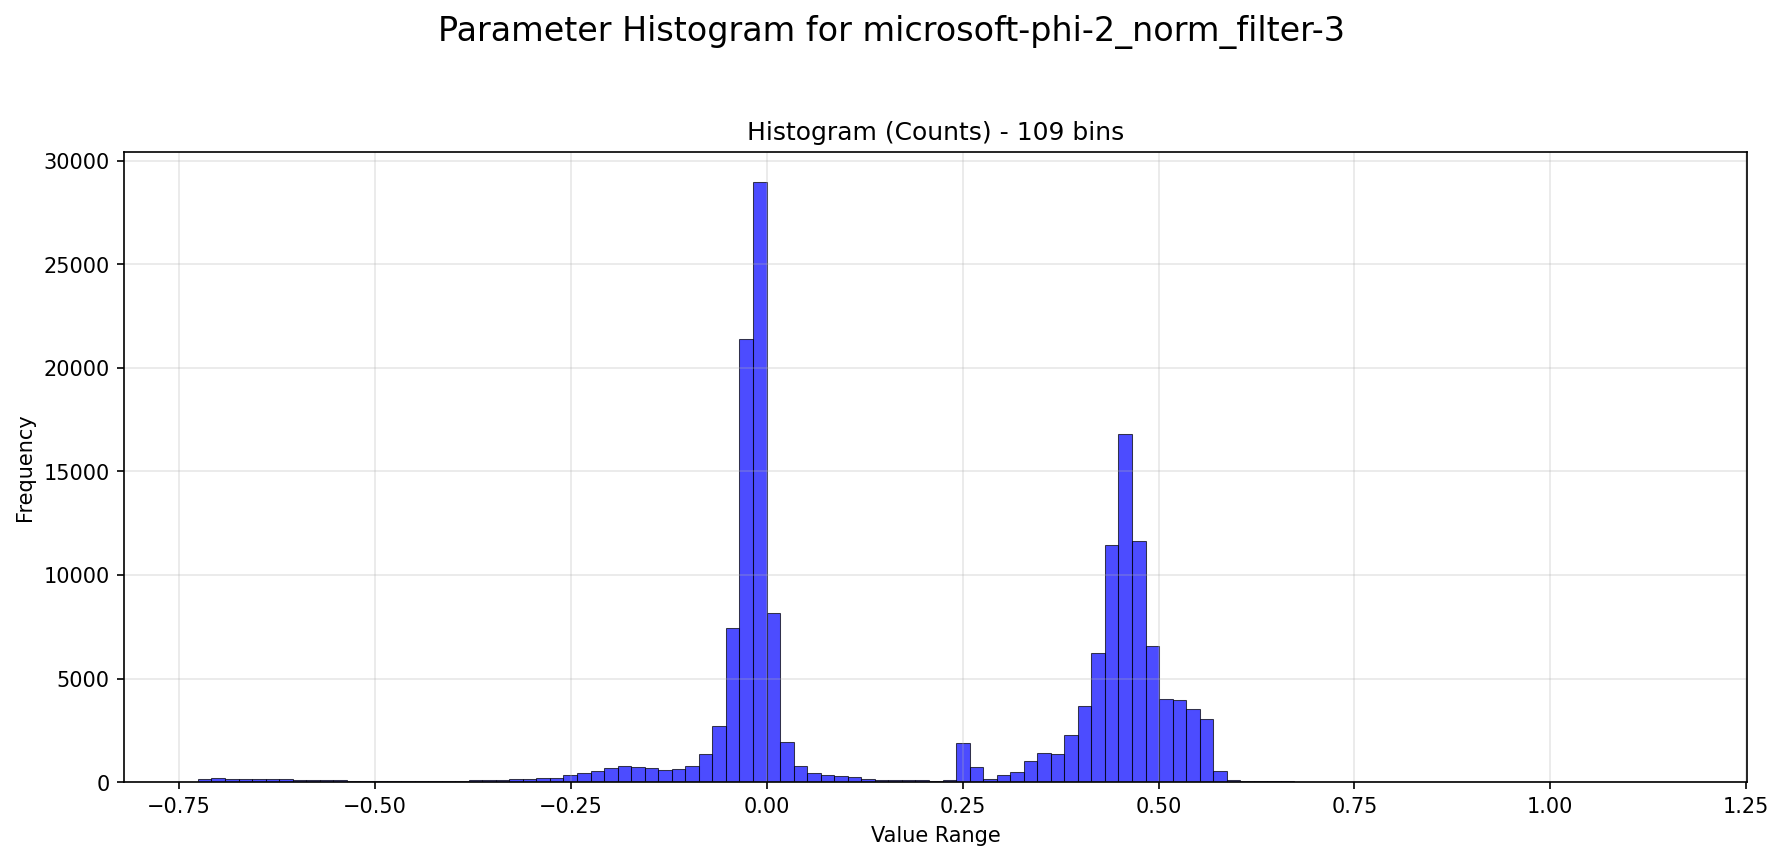 Parameter Histogram for microsoft-phi-2_norm_filter-3
Histogram (Counts) - 109 bins
30000
25000
20000
15000
10000
5000
0
Frequency
−0.75 −0.50 −0.25 0.00 0.25 0.50 0.75 1.00 1.25
Value Range